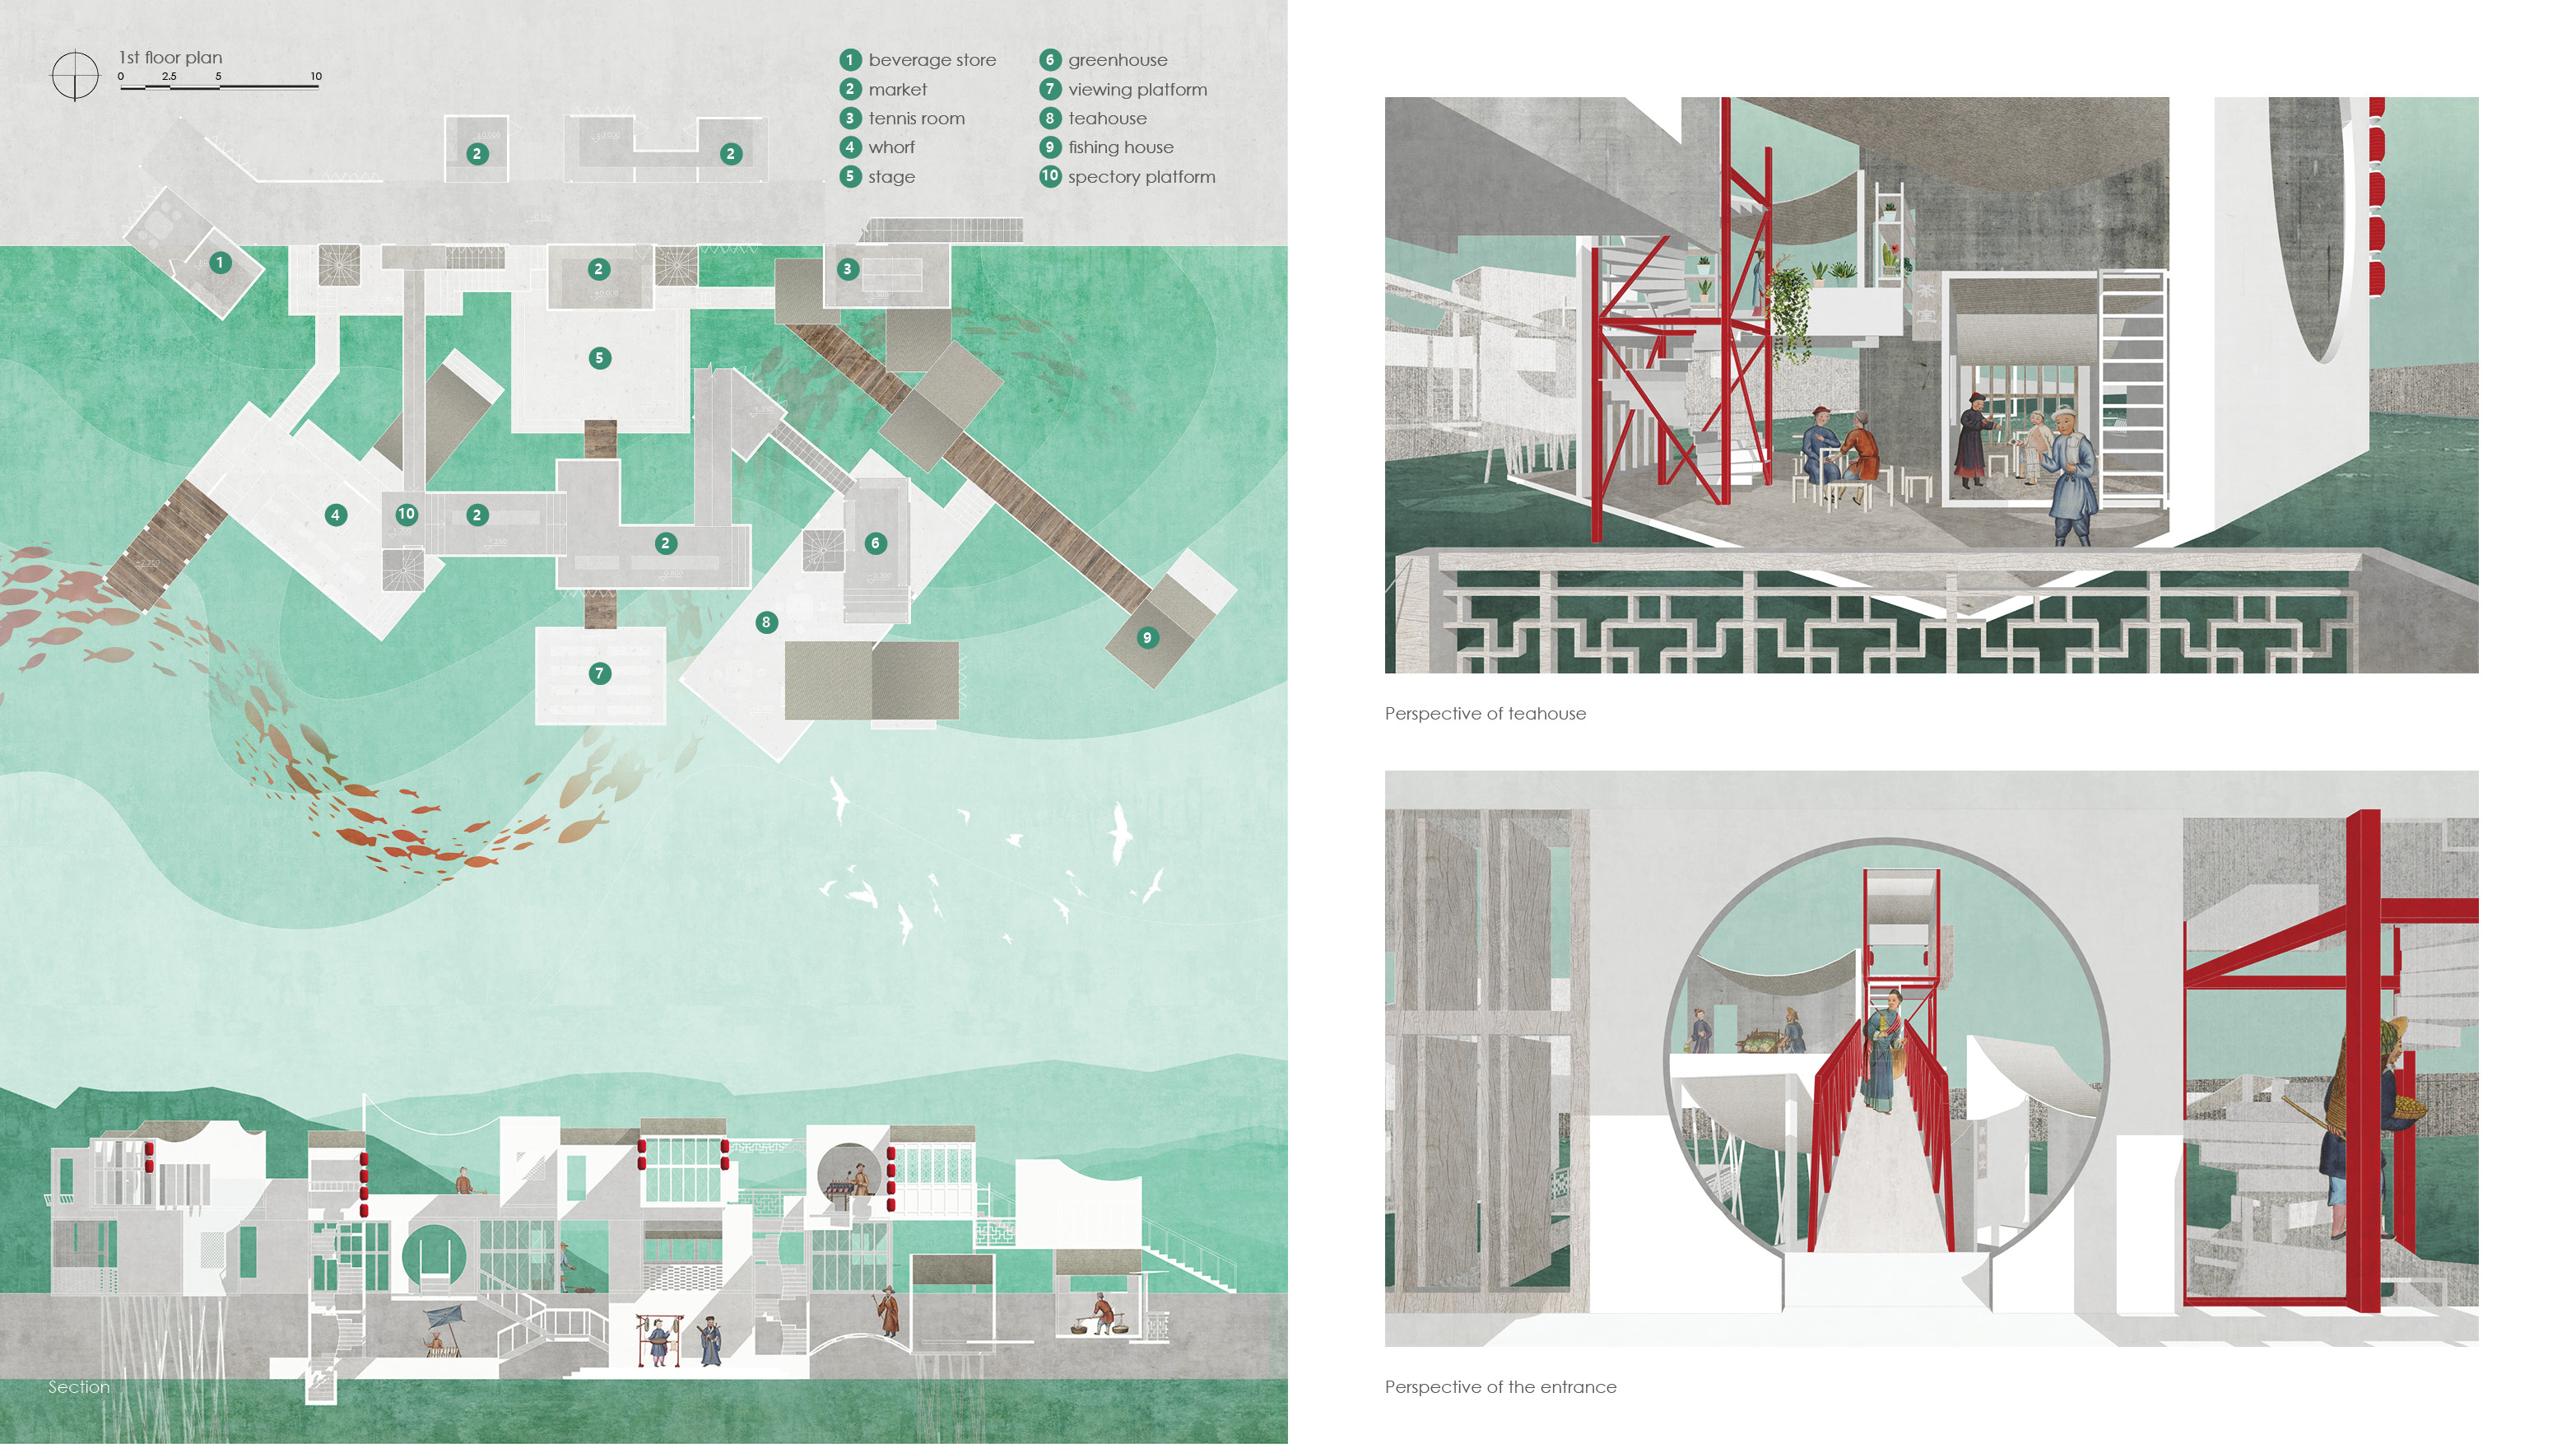 1st floor plan
0 2.5 5 10
1 beverage store
2 market
3 tennis room
4 whorf
5 stage
6 greenhouse
7 viewing platform
8 teahouse
9 fishing house
10 spectory platform
2
2
1
2
3
5
4
10
2
2
6
8
7
9
Section
茶
Perspective of teahouse
Perspective of the entrance